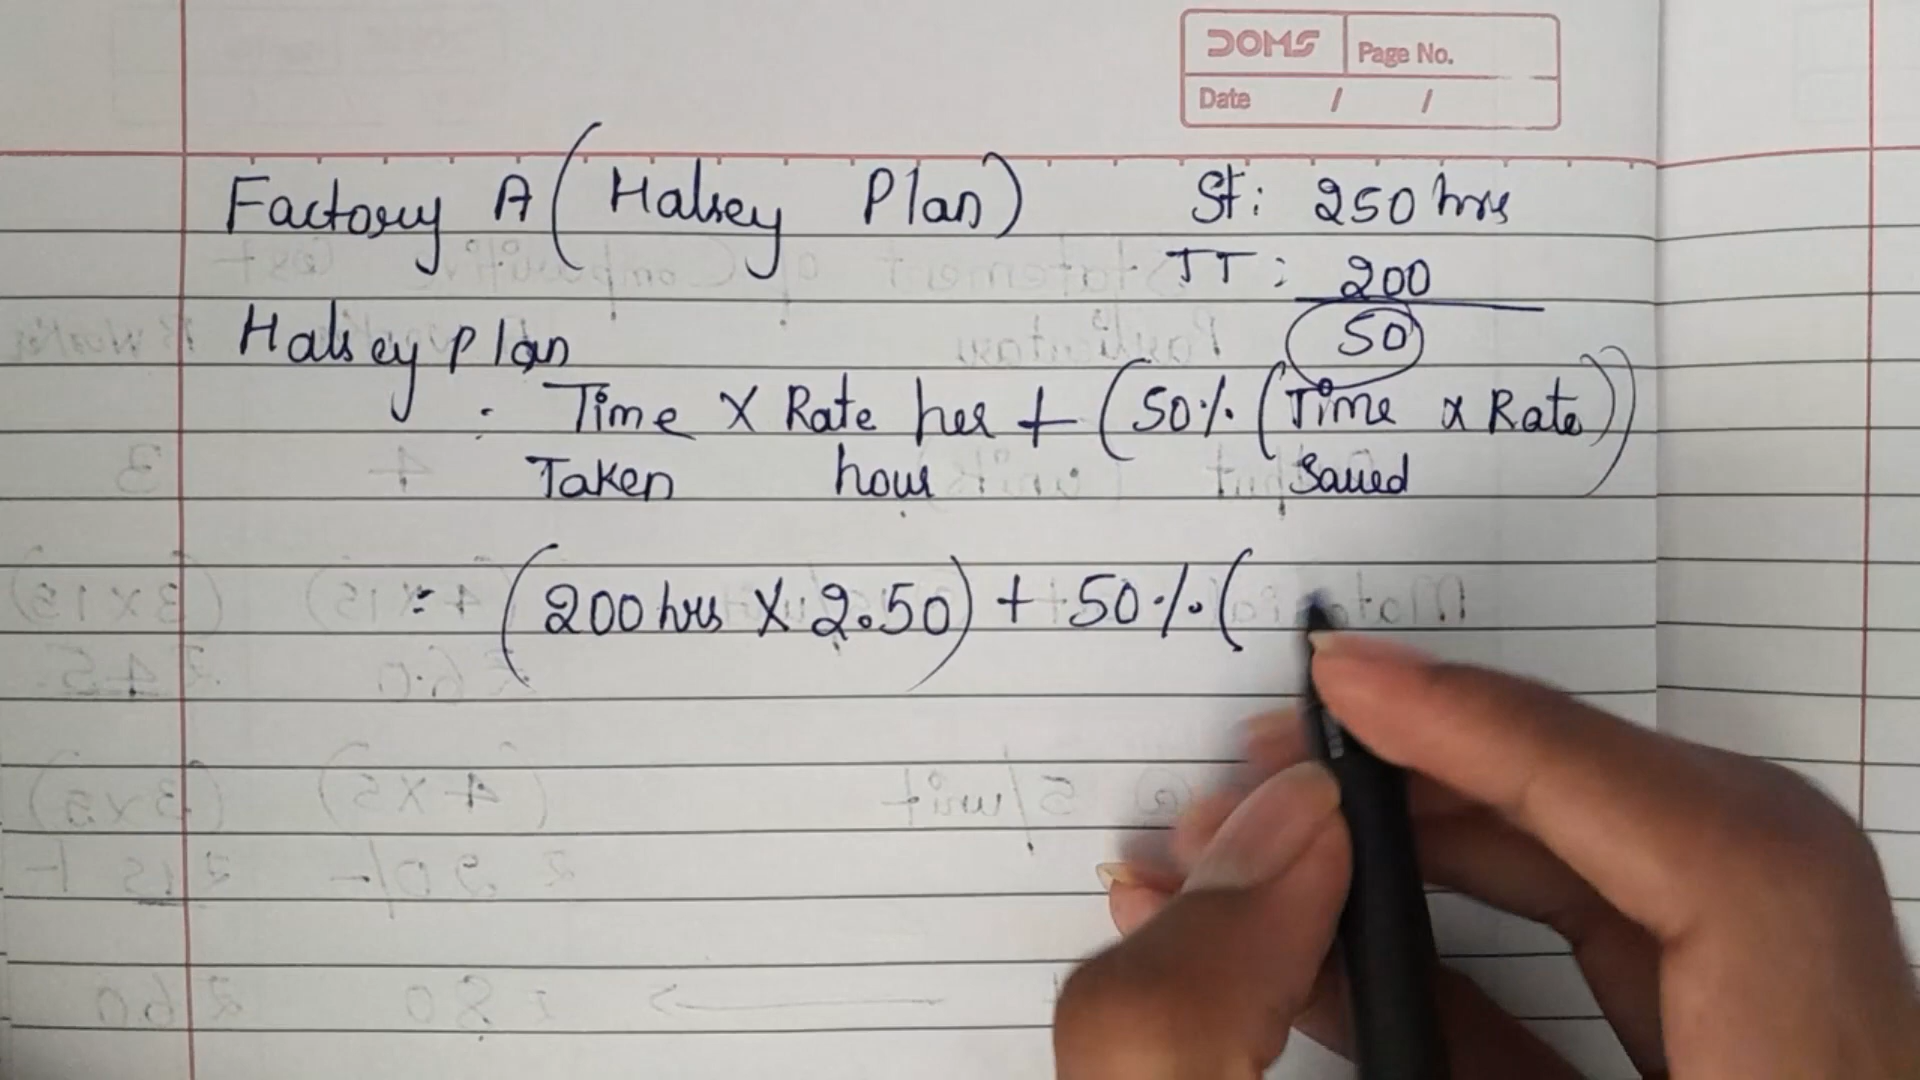 DOMS Page No.
Date / /
Factory A (Halsey Plan) St: 250 hrs
TT: 200
50
Halsey plan
: Time X Rate her + (50% (Time x Rate))
Taken hour Saved
= (200 hrs X 2.50) + 50% (